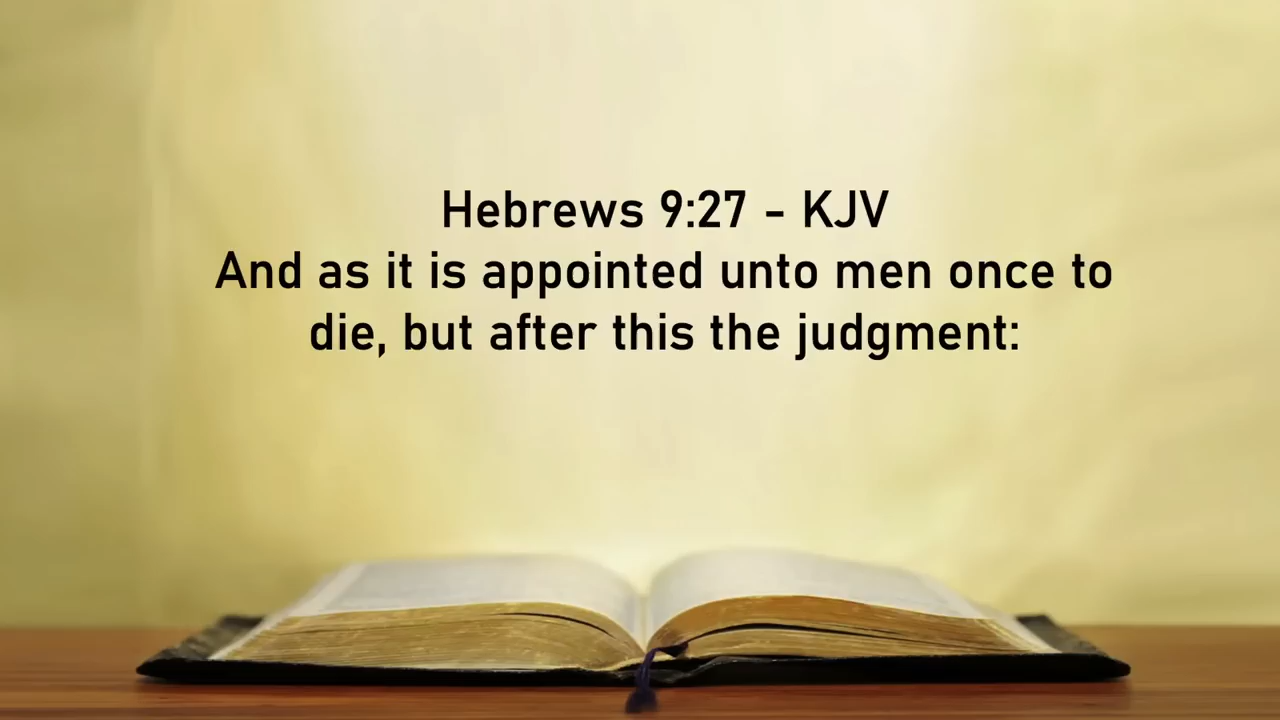 Hebrews 9:27 - KJV
And as it is appointed unto men once to
die, but after this the judgment: